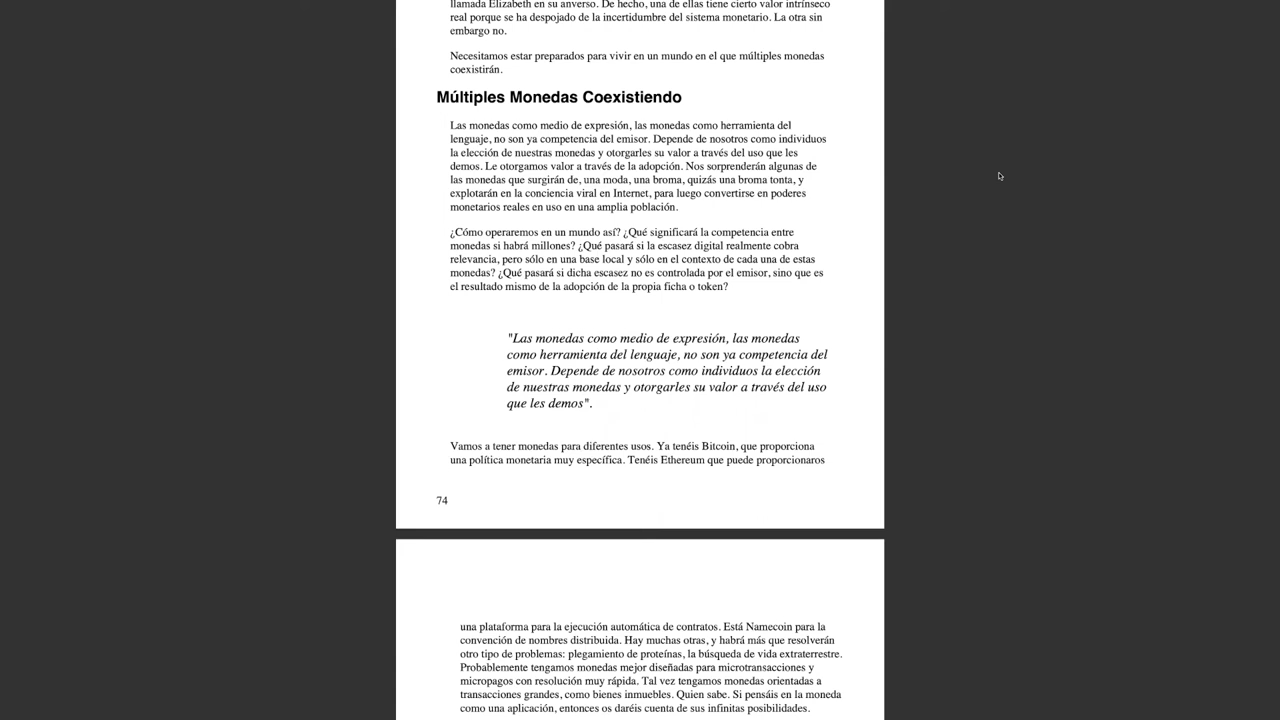 llamada Elizabeth en su anverso. De hecho, una de ellas tiene cierto valor intrínseco
real porque se ha despojado de la incertidumbre del sistema monetario. La otra sin
embargo no.
Necesitamos estar preparados para vivir en un mundo en el que múltiples monedas
coexistirán.
Múltiples Monedas Coexistiendo
Las monedas como medio de expresión, las monedas como herramienta del
lenguaje, no son ya competencia del emisor. Depende de nosotros como individuos
la elección de nuestras monedas y otorgarles su valor a través del uso que les
demos. Le otorgamos valor a través de la adopción. Nos sorprenderán algunas de
las monedas que surgirán de, una moda, una broma, quizás una broma tonta, y
explotarán en la conciencia viral en Internet, para luego convertirse en poderes
monetarios reales en uso en una amplia población.
¿Cómo operaremos en un mundo así? ¿Qué significará la competencia entre
monedas si habrá millones? ¿Qué pasará si la escasez digital realmente cobra
relevancia, pero sólo en una base local y sólo en el contexto de cada una de estas
monedas? ¿Qué pasará si dicha escasez no es controlada por el emisor, sino que es
el resultado mismo de la adopción de la propia ficha o token?
"Las monedas como medio de expresión, las monedas
como herramienta del lenguaje, no son ya competencia del
emisor. Depende de nosotros como individuos la elección
de nuestras monedas y otorgarles su valor a través del uso
que les demos".
Vamos a tener monedas para diferentes usos. Ya tenéis Bitcoin, que proporciona
una política monetaria muy específica. Tenéis Ethereum que puede proporcionaros
74
una plataforma para la ejecución automática de contratos. Está Namecoin para la
convención de nombres distribuida. Hay muchas otras, y habrá más que resolverán
otro tipo de problemas: plegamiento de proteínas, la búsqueda de vida extraterrestre.
Probablemente tengamos monedas mejor diseñadas para microtransacciones y
micropagos con resolución muy rápida. Tal vez tengamos monedas orientadas a
transacciones grandes, como bienes inmuebles. Quien sabe. Si pensáis en la moneda
como una aplicación, entonces os daréis cuenta de sus infinitas posibilidades.